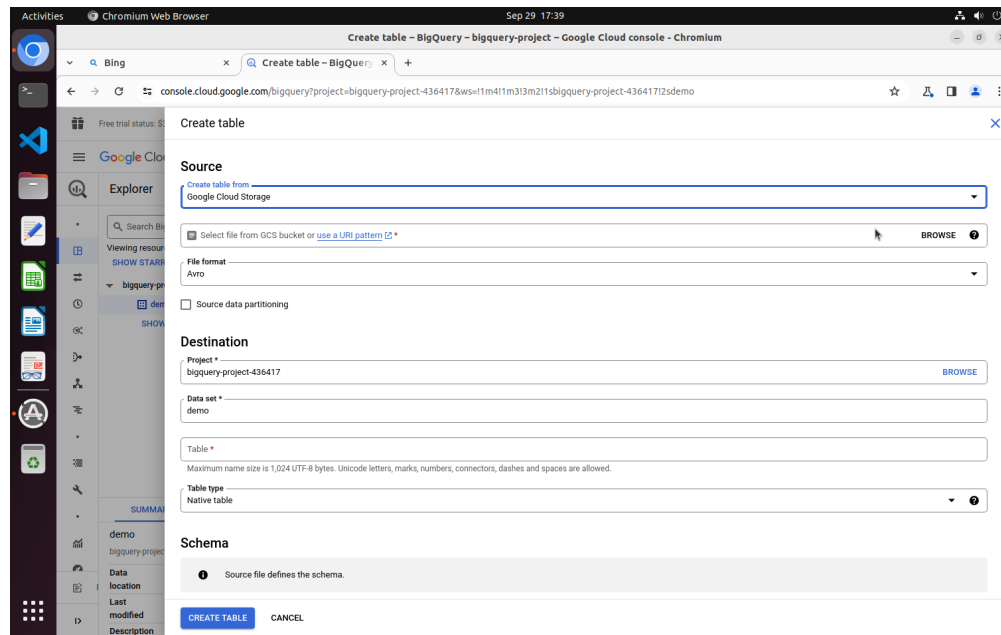 Activities
Chromium Web Browser
Sep 29 17:39
Create table – BigQuery – bigquery-project – Google Cloud console - Chromium
Bing
Create table – BigQuery
console.cloud.google.com/bigquery?project=bigquery-project-436417&ws=!1m4!1m3!3m2!1sbigquery-project-436417!2sdemo
Free trial status:
Create table
Google Clo
Source
Explorer
Create table from
Google Cloud Storage
Search
Select file from GCS bucket or use a URI pattern *
BROWSE
Viewing resour
SHOW STARR
File format
Avro
bigquery-pr
dem
Source data partitioning
SHOW
Destination
Project *
bigquery-project-436417
BROWSE
Data set *
demo
Table *
Maximum name size is 1,024 UTF-8 bytes. Unicode letters, marks, numbers, connectors, dashes and spaces are allowed.
Table type
Native table
SUMMA
demo
Schema
bigquery-projec
Data
location
Source file defines the schema.
Last
modified
CREATE TABLE
CANCEL
Description